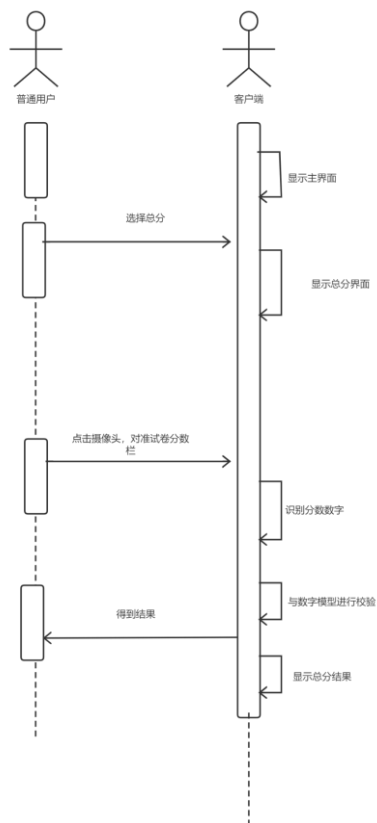 普通用户
客户端
显示主界面
选择总分
显示总分界面
点击摄像头，对准试卷分数
栏
识别分数数字
与数字模型进行校验
得到结果
显示总分结果